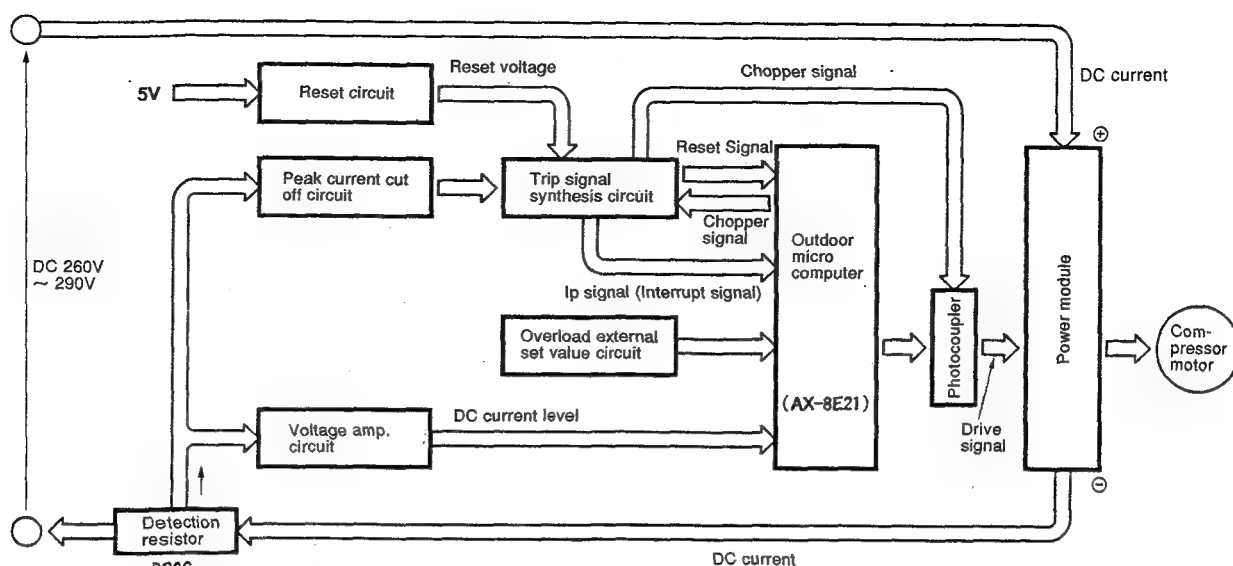 Reset voltage
Chopper signal
DC current
5V
Reset circuit
⊕
Reset Signal
Peak current cut
off circuit
Trip signal
synthesis circuit
Chopper
signal
Outdoor
micro
computer
DC 260V
~ 290V
Ip signal (Interrupt signal)
Photocoupler
Power module
Overload external
set value circuit
Com-
pressor
motor
(AX-8E21)
DC current level
Voltage amp.
circuit
Drive
signal
⊖
Detection
resistor
DC current